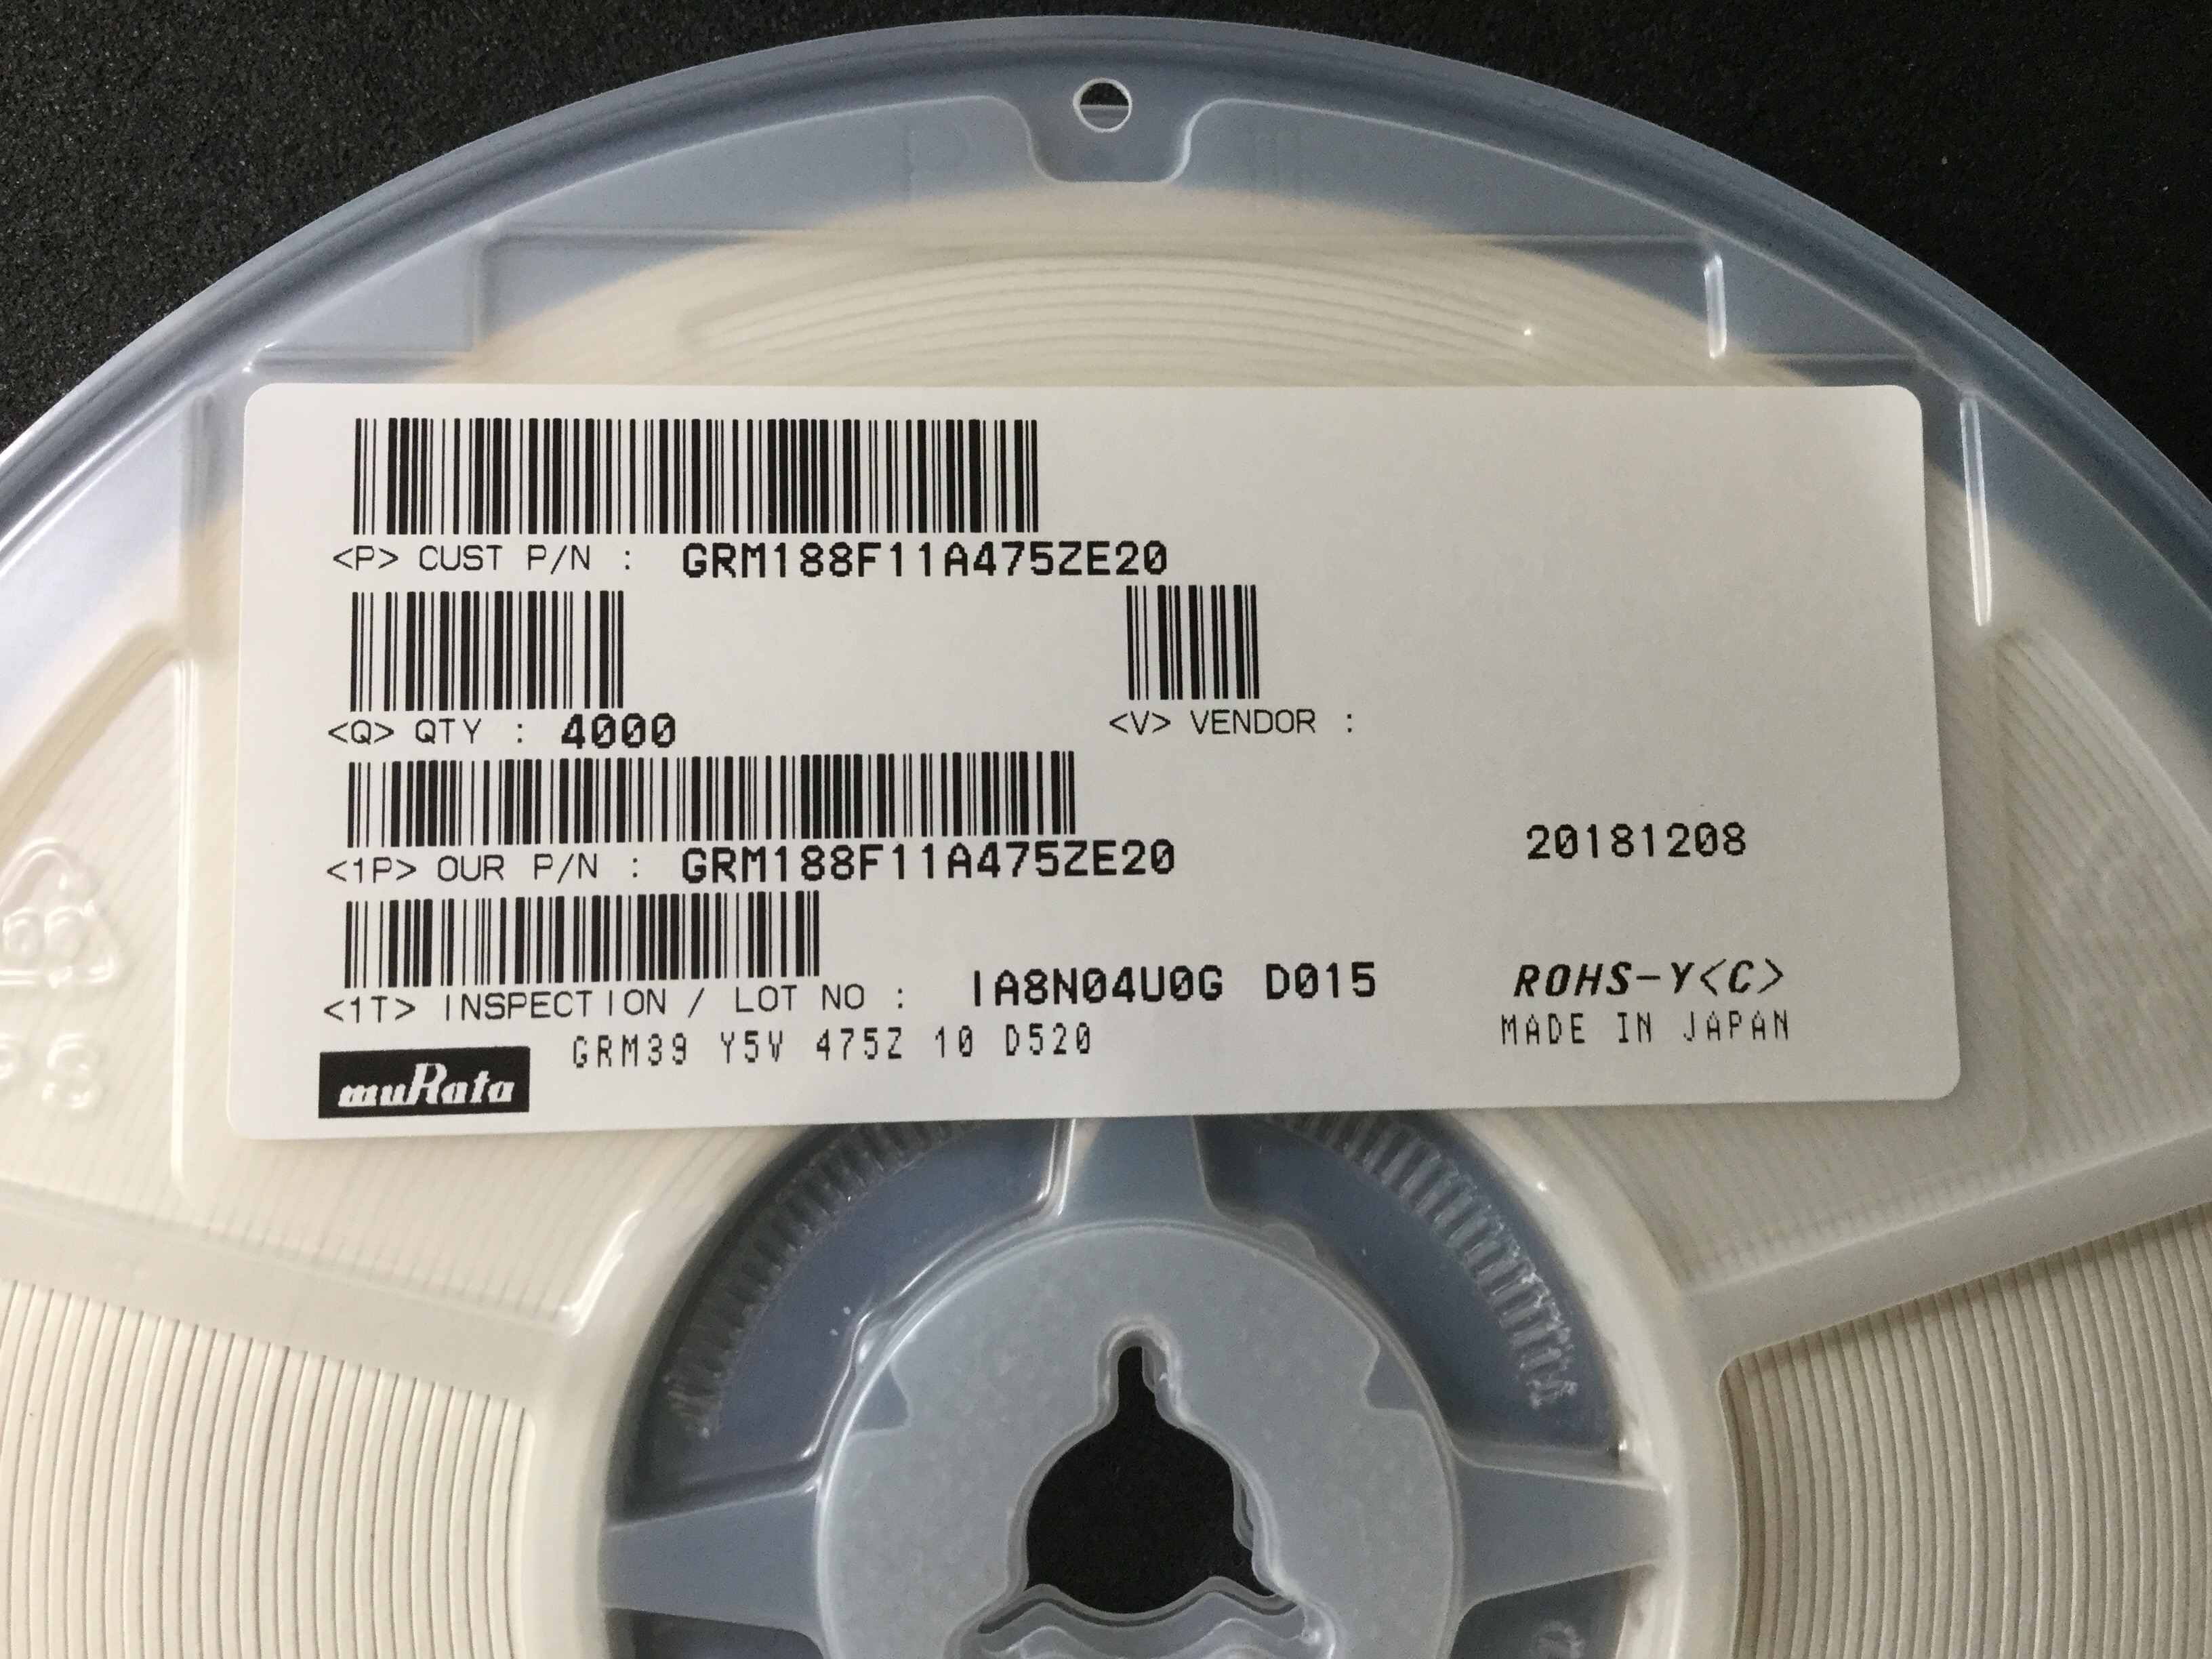 <P> CUST P/N : GRM188F11A475ZE20
<Q> QTY : 4000
<V> VENDOR :
<1P> OUR P/N : GRM188F11A475ZE20
20181208
<1T> INSPECTION / LOT NO : IA8N04U0G D015
ROHS-Y<C>
GRM39 Y5V 475Z 10 D520
MADE IN JAPAN
muRata